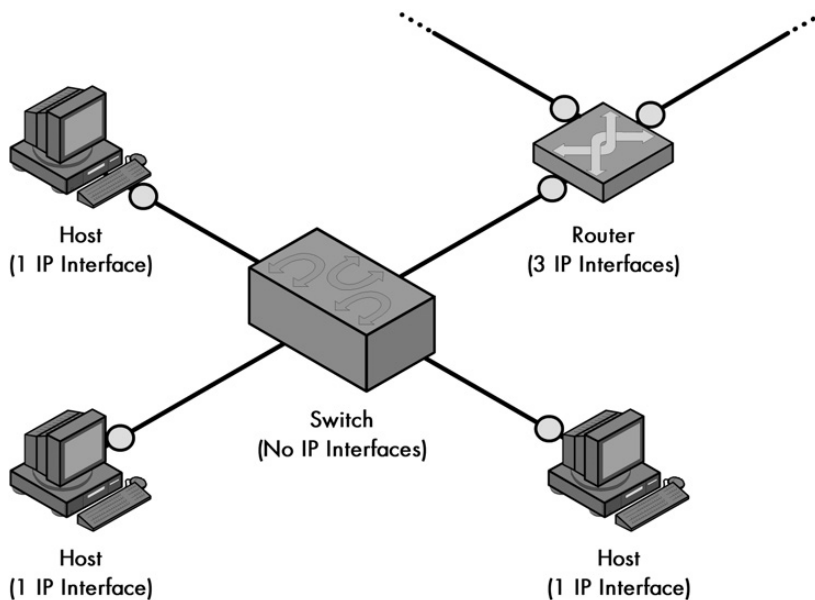 Host
(1 IP Interface)
Router
(3 IP Interfaces)
Switch
(No IP Interfaces)
Host
(1 IP Interface)
Host
(1 IP Interface)